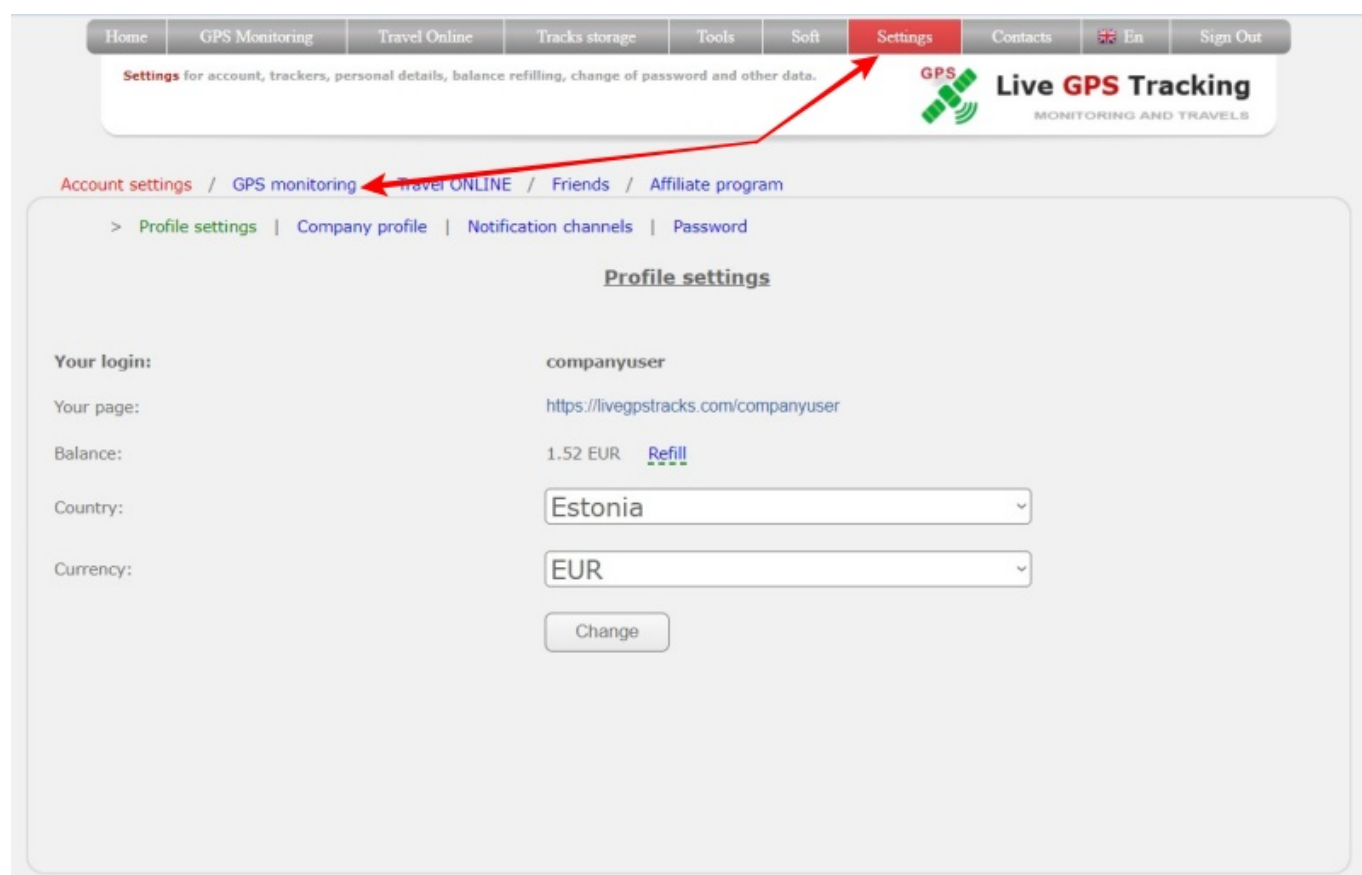 Home GPS Monitoring Travel Online Tracks storage Tools Soft Settings Contacts En Sign Out
Settings for account, trackers, personal details, balance refilling, change of password and other data.
GPS
Live GPS Tracking
MONITORING AND TRAVELS
Account settings / GPS monitoring Travel ONLINE / Friends / Affiliate program
> Profile settings | Company profile | Notification channels | Password
Profile settings
Your login: companyuser
Your page: https://livegpstracks.com/companyuser
Balance: 1.52 EUR Refill
Country: Estonia
Currency: EUR
Change